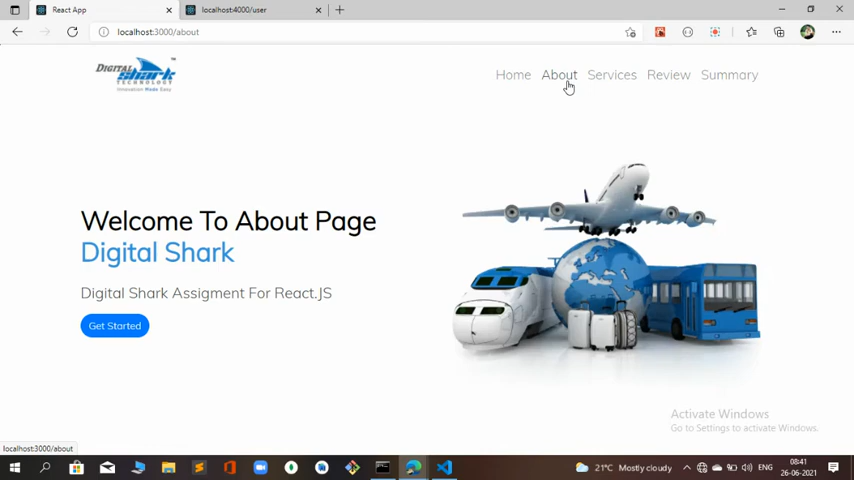 React App
localhost:4000/user
localhost:3000/about
DIGITAL
shark
TECHNOLOGY
Innovation Made Easy
TM
Home About Services Review Summary
Welcome To About Page
Digital Shark
Digital Shark Assigment For React.JS
Get Started
Activate Windows
Go to Settings to activate Windows.
localhost:3000/about
21°C Mostly cloudy
ENG
08:41
26-06-2021